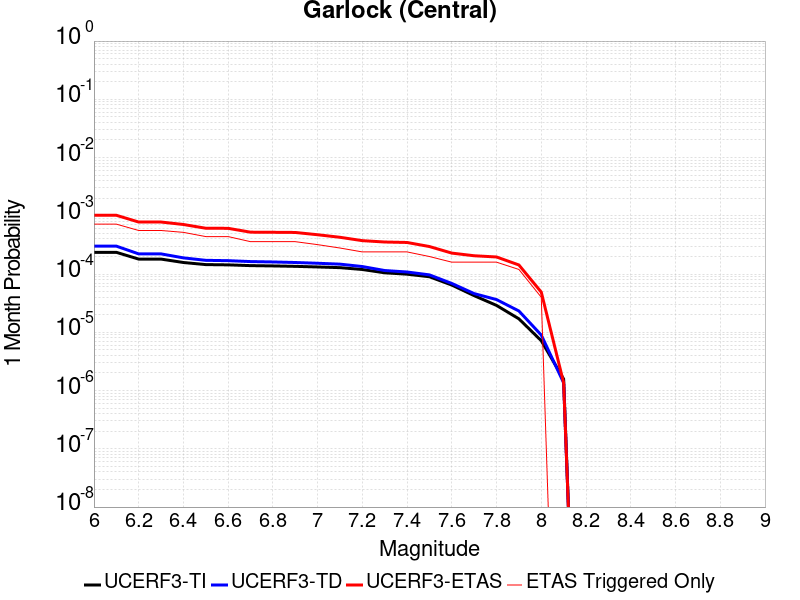 Garlock (Central)
10^0
10^-1
10^-2
10^-3
10^-4
10^-5
10^-6
10^-7
10^-8
1 Month Probability
6 6.2 6.4 6.6 6.8 7 7.2 7.4 7.6 7.8 8 8.2 8.4 8.6 8.8 9
Magnitude
UCERF3-TI UCERF3-TD UCERF3-ETAS ETAS Triggered Only